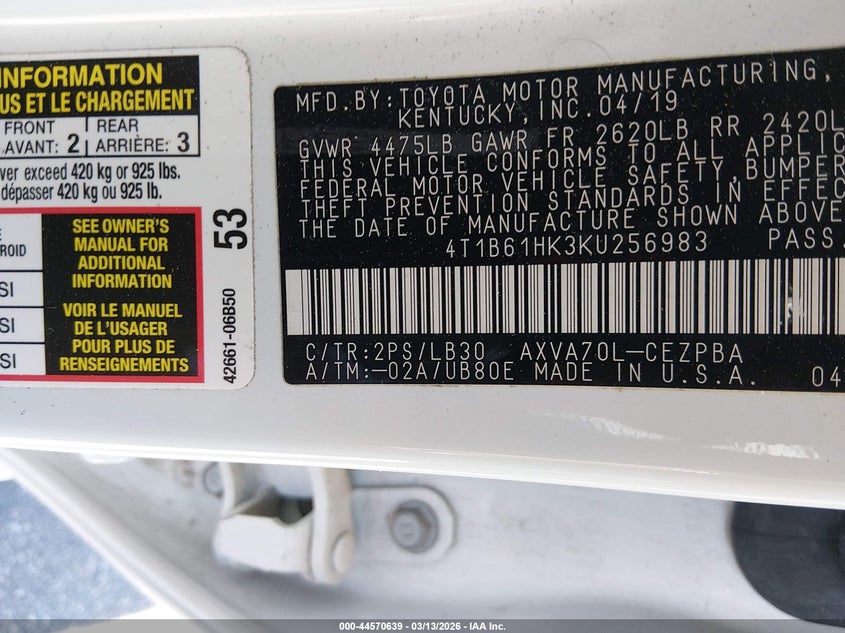 INFORMATION
US ET LE CHARGEMENT
FRONT
AVANT: 2
REAR
ARRIÈRE: 3
ver exceed 420 kg or 925 lbs.
dépasser 420 kg ou 925 lb.
SEE OWNER'S
MANUAL FOR
ADDITIONAL
INFORMATION
VOIR LE MANUEL
DE L'USAGER
POUR PLUS DE
RENSEIGNEMENTS
E
ROID
SI
SI
SI
53
42661-06B50
MFD.BY:TOYOTA MOTOR MANUFACTURING,
KENTUCKY,INC.04/19
GVWR 4475LB GAWR FR 2620LB RR 2420L
THIS VEHICLE CONFORMS TO ALL APPLIC
FEDERAL MOTOR VEHICLE SAFETY,BUMPER
THEFT PREVENTION STANDARDS IN EFFEC
THE DATE OF MANUFACTURE SHOWN ABOVE
4T1B61HK3KU256983 PASS.
C/TR:2PS/LB30 AXVA70L-CEZPBA
A/TM:-02A/UB80E MADE IN U.S.A. 04
000-44570639 | 03/13/2026 - IAA Inc.